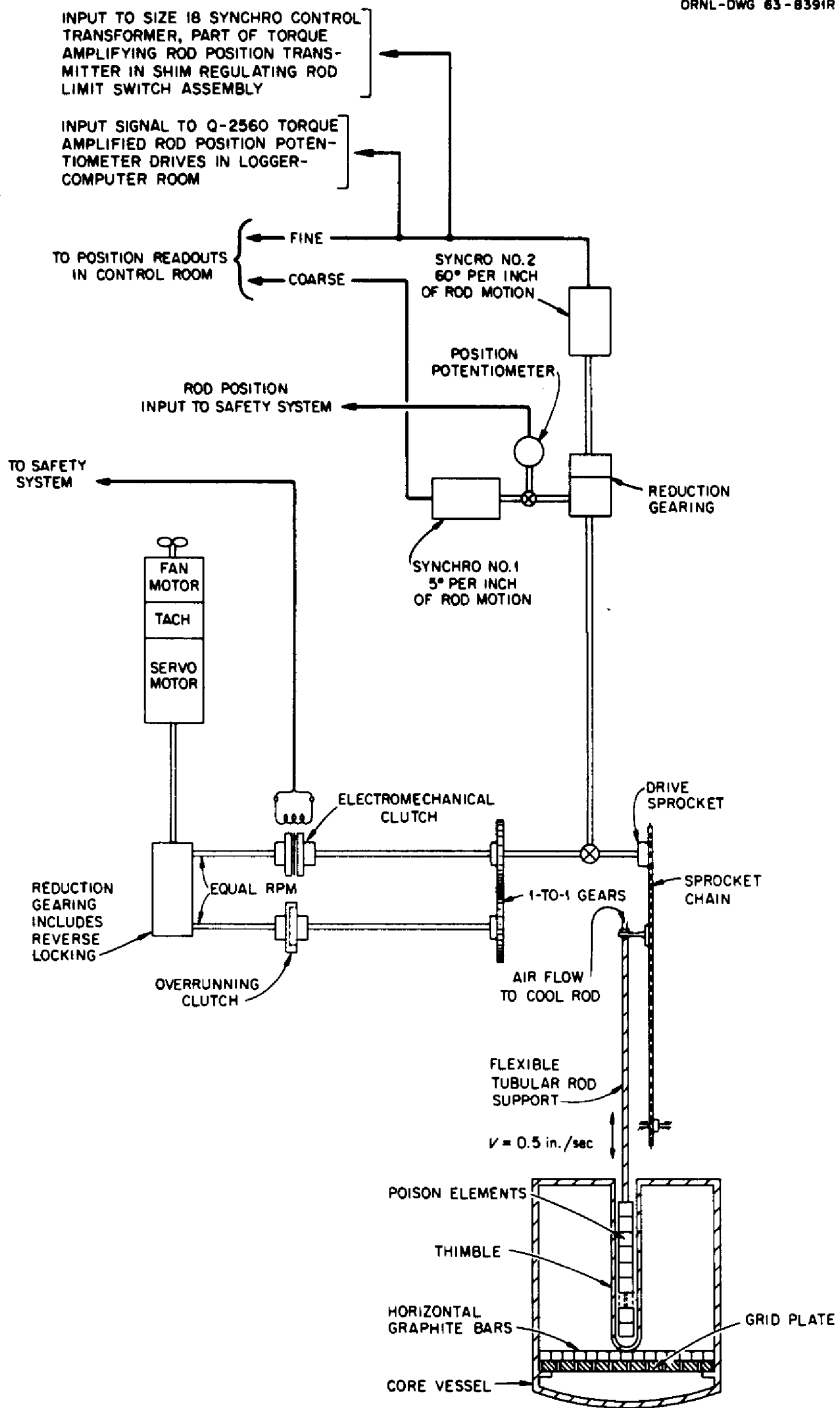 ORNL-DWG 63-8391R
INPUT TO SIZE 18 SYNCHRO CONTROL
TRANSFORMER, PART OF TORQUE
AMPLIFYING ROD POSITION TRANS-
MITTER IN SHIM REGULATING ROD
LIMIT SWITCH ASSEMBLY
INPUT SIGNAL TO Q-2560 TORQUE
AMPLIFIED ROD POSITION POTEN-
TIOMETER DRIVES IN LOGGER-
COMPUTER ROOM
TO POSITION READOUTS
IN CONTROL ROOM
FINE
COARSE
SYNCRO NO.2
60° PER INCH
OF ROD MOTION
POSITION
POTENTIOMETER
ROD POSITION
INPUT TO SAFETY SYSTEM
TO SAFETY
SYSTEM
REDUCTION
GEARING
SYNCHRO NO.1
5° PER INCH
OF ROD MOTION
FAN
MOTOR
TACH
SERVO
MOTOR
ELECTROMECHANICAL
CLUTCH
DRIVE
SPROCKET
SPROCKET
CHAIN
EQUAL RPM
1-TO-1 GEARS
REDUCTION
GEARING
INCLUDES
REVERSE
LOCKING
OVERRUNNING
CLUTCH
AIR FLOW
TO COOL ROD
FLEXIBLE
TUBULAR ROD
SUPPORT
V = 0.5 in./sec
POISON ELEMENTS
THIMBLE
HORIZONTAL
GRAPHITE BARS
GRID PLATE
CORE VESSEL